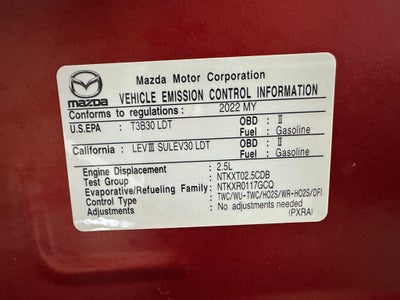 mazda
Mazda Motor Corporation
VEHICLE EMISSION CONTROL INFORMATION
Conforms to regulations: 2022 MY
U.S.EPA : T3B30 LDT OBD : II
Fuel : Gasoline
California : LEVIII SULEV30 LDT OBD : II
Fuel : Gasoline
Engine Displacement : 2.5L
Test Group : NTKXT02.5CDB
Evaporative/Refueling Family: NTKXR0117GCQ
Control Type : TWC/WU-TWC/HO2S/WR-HO2S/DFI
Adjustments : No adjustments needed
(PXRA)